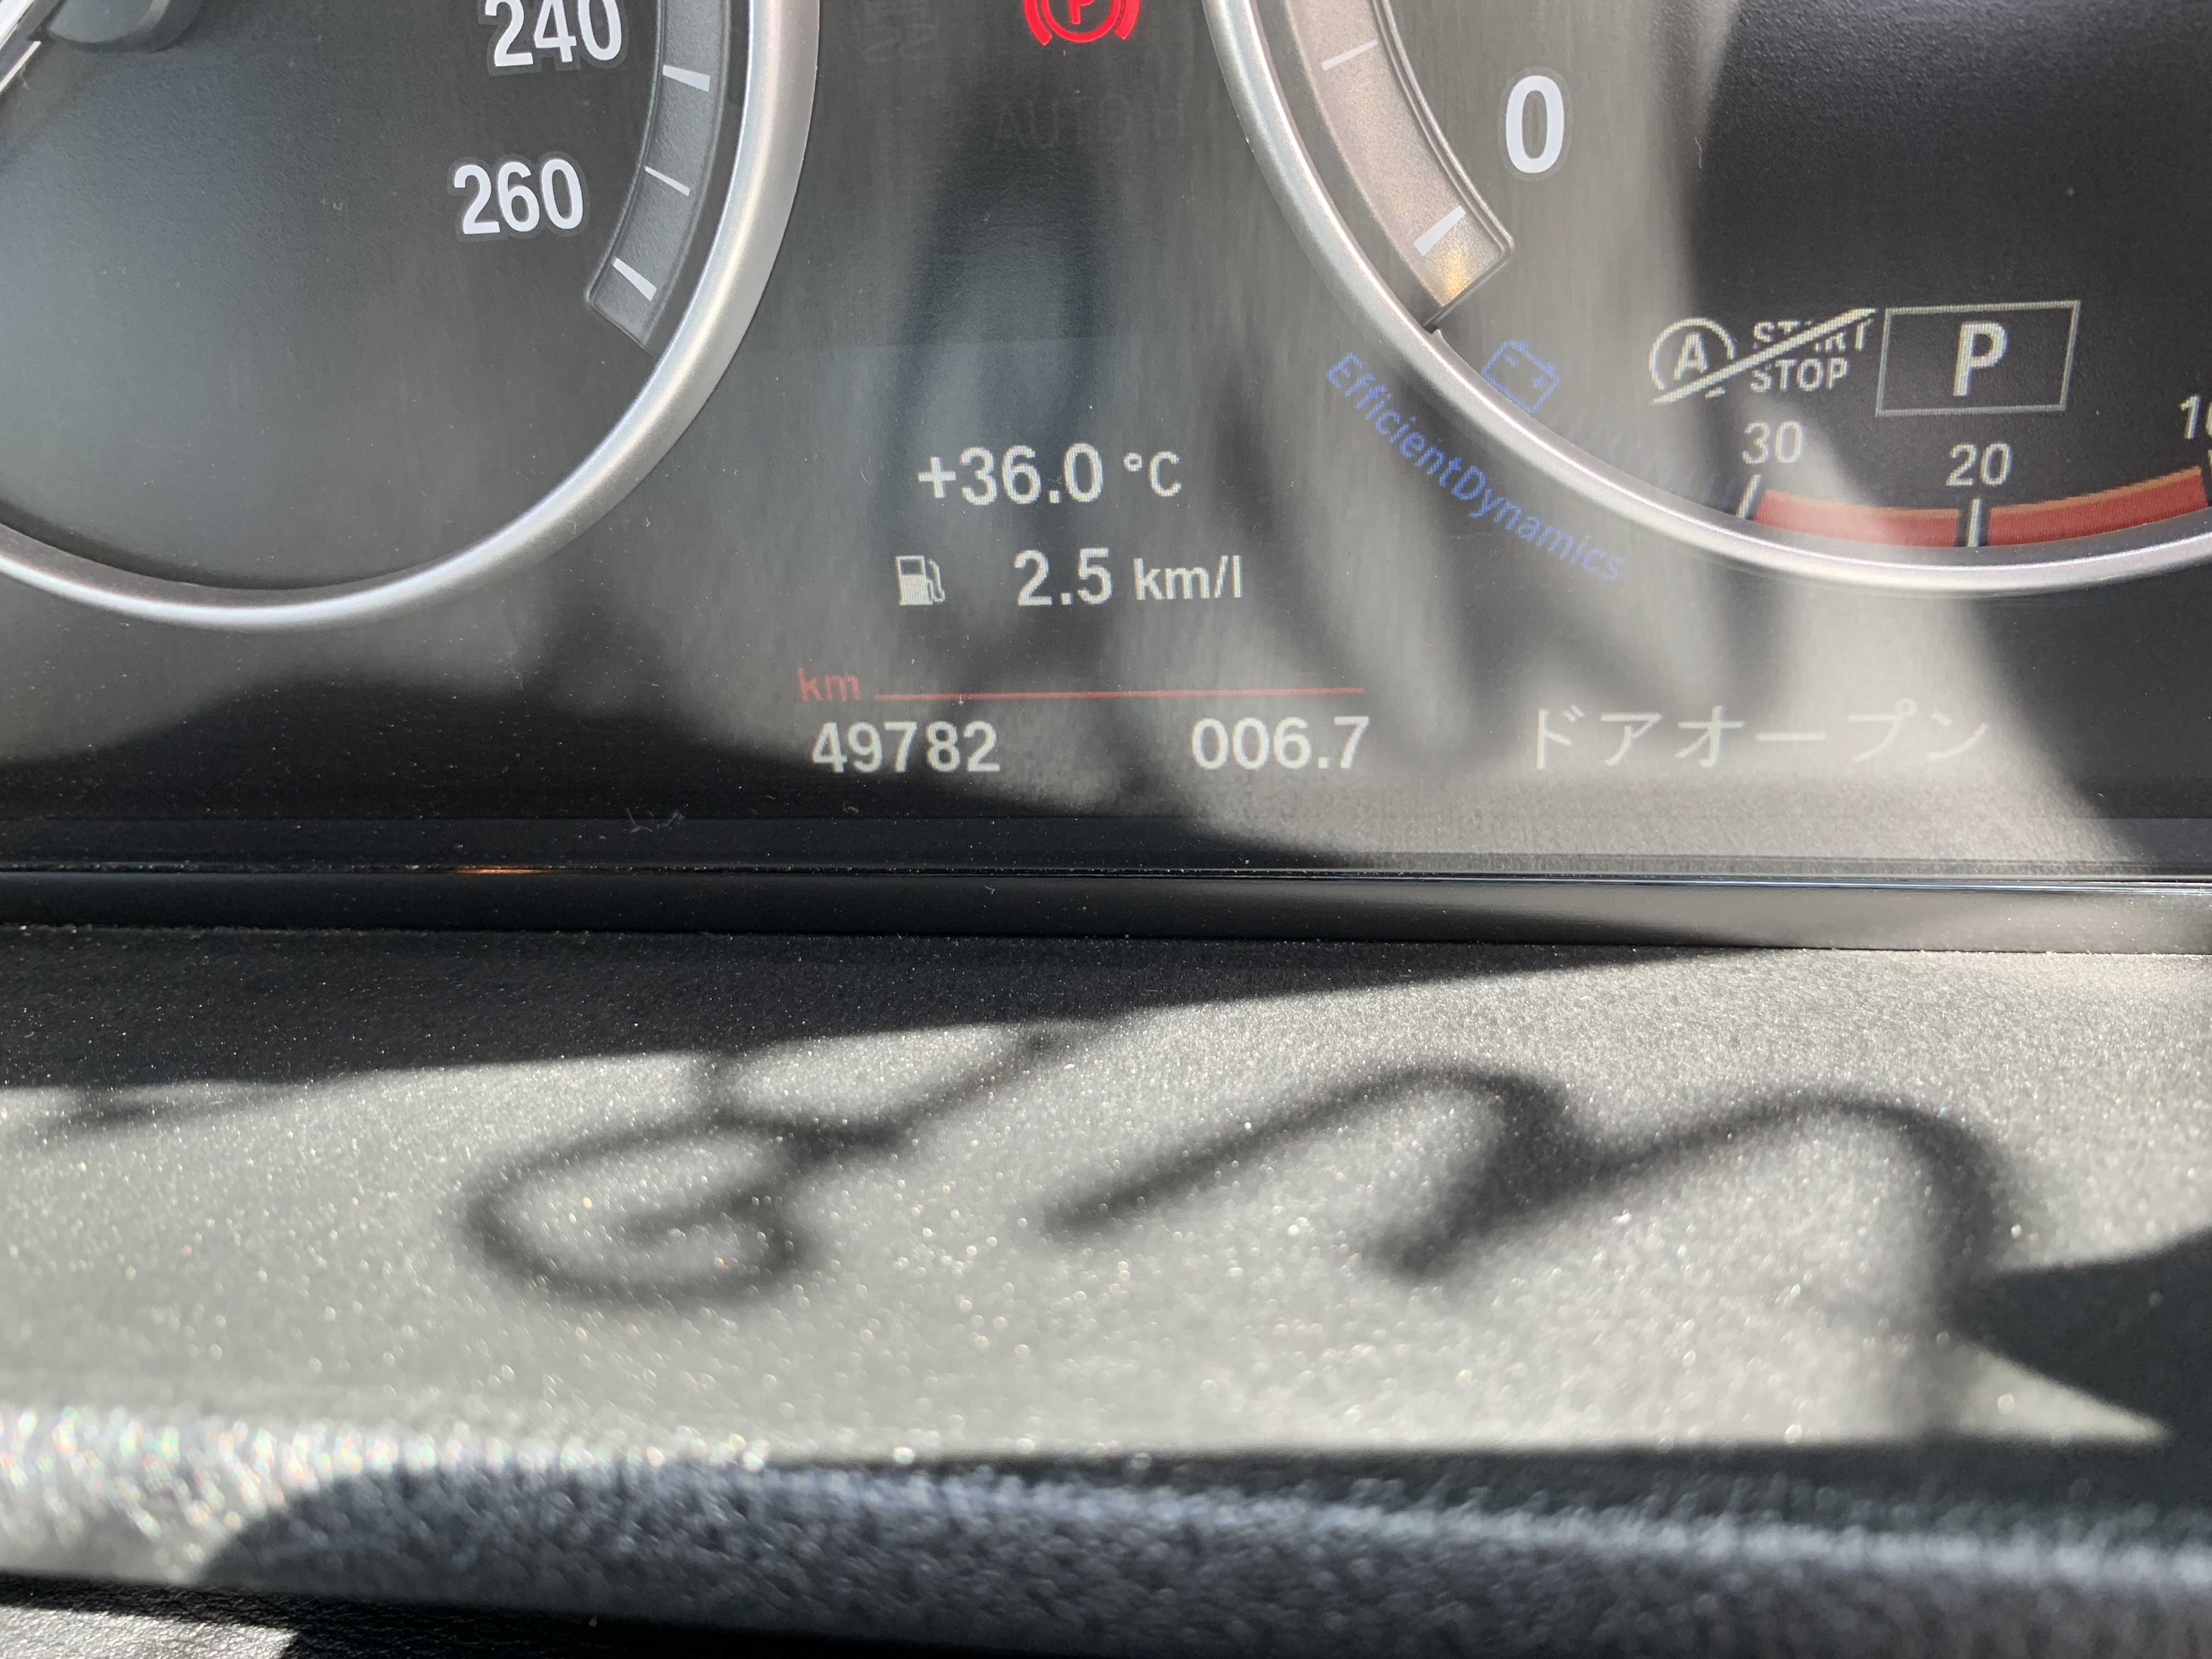 240
260
P
0
AUTO H
A START STOP
P
30
20
+36.0 °C
2.5 km/l
EfficientDynamics
km
49782 006.7
ドアオープン